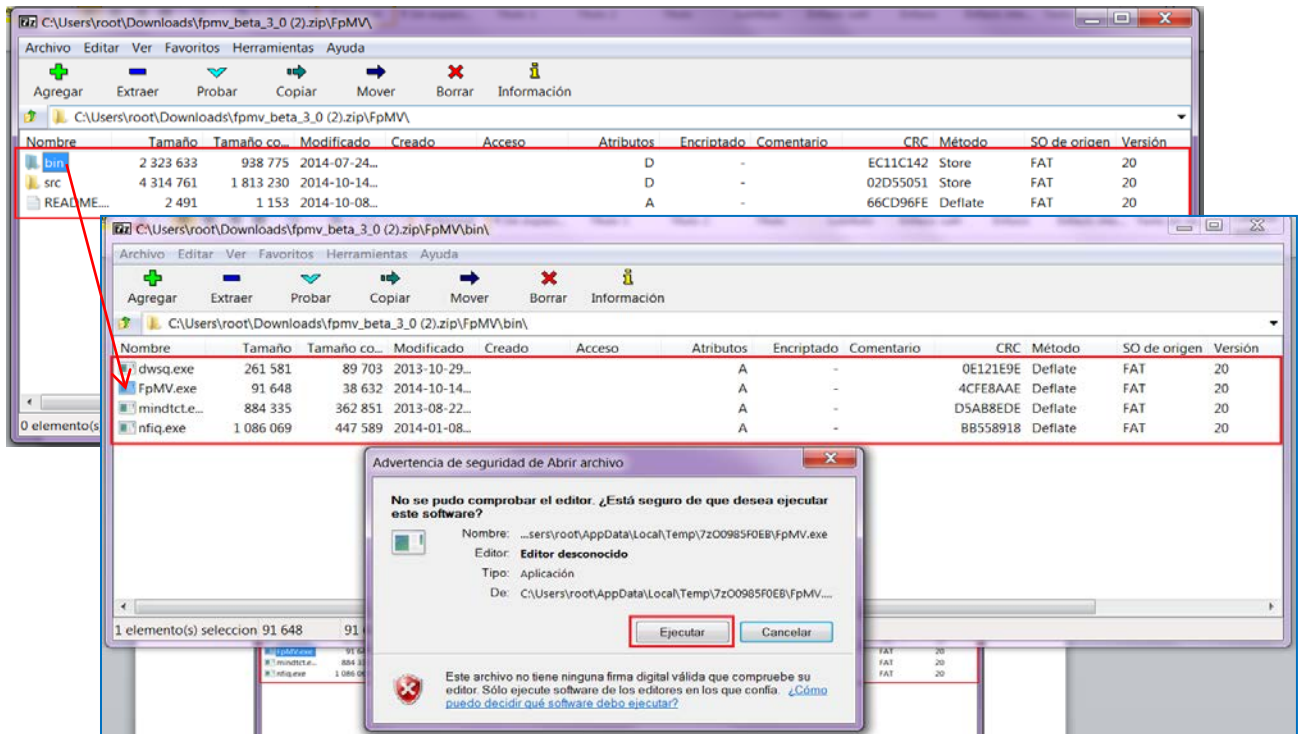 C:\Users\root\Downloads\fpmv_beta_3_0 (2).zip\FpMV\
Archivo Editar Ver Favoritos Herramientas Ayuda
Agregar Extraer Probar Copiar Mover Borrar Información
C:\Users\root\Downloads\fpmv_beta_3_0 (2).zip\FpMV\
Nombre Tamaño Tamaño co... Modificado Creado Acceso Atributos Encriptado Comentario CRC Método SO de origen Versión
bin 2 323 633 938 775 2014-07-24... D - EC11C142 Store FAT 20
src 4 314 761 1 813 230 2014-10-14... D - 02D55051 Store FAT 20
README... 2 491 1 153 2014-10-08... A - 66CD96FE Deflate FAT 20
0 elemento(s
C:\Users\root\Downloads\fpmv_beta_3_0 (2).zip\FpMV\bin\
Archivo Editar Ver Favoritos Herramientas Ayuda
Agregar Extraer Probar Copiar Mover Borrar Información
C:\Users\root\Downloads\fpmv_beta_3_0 (2).zip\FpMV\bin\
Nombre Tamaño Tamaño co... Modificado Creado Acceso Atributos Encriptado Comentario CRC Método SO de origen Versión
dwsq.exe 261 581 89 703 2013-10-29... A - 0E121E9E Deflate FAT 20
FpMV.exe 91 648 38 632 2014-10-14... A - 4CFE8AAE Deflate FAT 20
mindtct.e... 884 335 362 851 2013-08-22... A - D5AB8EDE Deflate FAT 20
nfiq.exe 1 086 069 447 589 2014-01-08... A - BB558918 Deflate FAT 20
1 elemento(s) seleccion 91 648 91
Advertencia de seguridad de Abrir archivo
No se pudo comprobar el editor. ¿Está seguro de que desea ejecutar
este software?
Nombre: ...sers\root\AppData\Local\Temp\7zO0985F0EB\FpMV.exe
Editor: Editor desconocido
Tipo: Aplicación
De: C:\Users\root\AppData\Local\Temp\7zO0985F0EB\FpMV....
Ejecutar Cancelar
Este archivo no tiene ninguna firma digital válida que compruebe su
editor. Sólo ejecute software de los editores en los que confía. ¿Cómo
puedo decidir qué software debo ejecutar?
FpMV.exe FAT 20
mindtct.e... FAT 20
nfiq.exe FAT 20